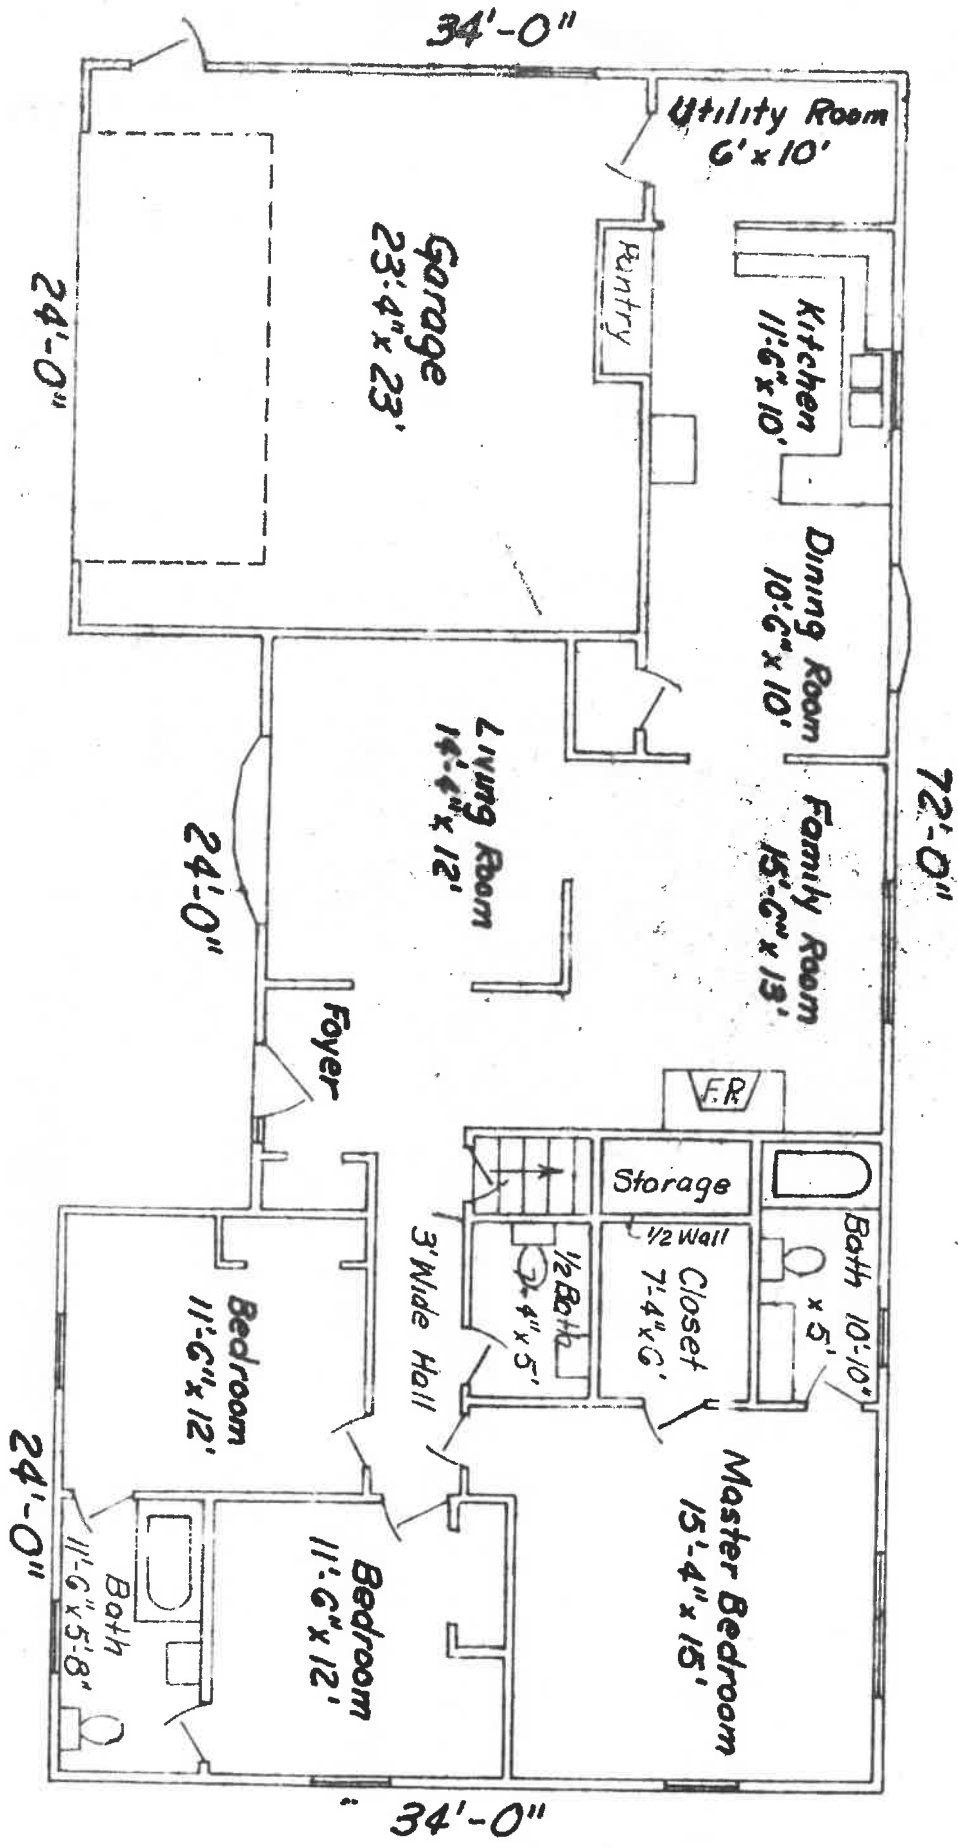 34'-0"
Utility Room
6' x 10'
Pantry
Kitchen
11'-6" x 10'
Garage
23'-4" x 23'
24'-0"
Dining Room
10'-6" x 10'
72'-0"
Family Room
15'-6" x 13'
Living Room
14'-4" x 12'
24'-0"
Foyer
F.P.
Storage
1/2 Wall
Bath 10'-10"
x 5'
Closet
7'-4" x 6'
1/2 Bath
7'-4" x 5'
3' Wide Hall
Bedroom
11'-6" x 12'
Master Bedroom
15'-4" x 15'
Bedroom
11'-6" x 12'
Bath
11'-6" x 5'-8"
24'-0"
34'-0"